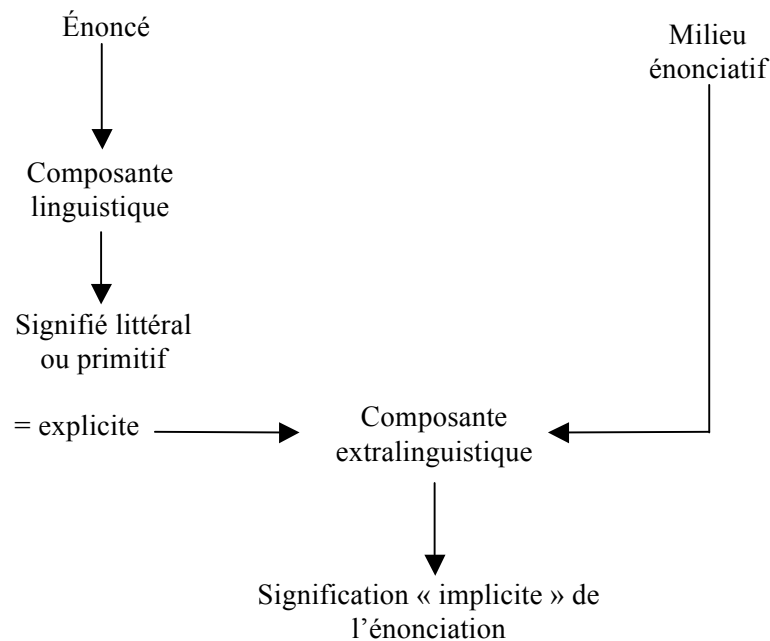 Énoncé
Milieu
énonciatif
Composante
linguistique
Signifié littéral
ou primitif
= explicite
Composante
extralinguistique
Signification « implicite » de
l’énonciation